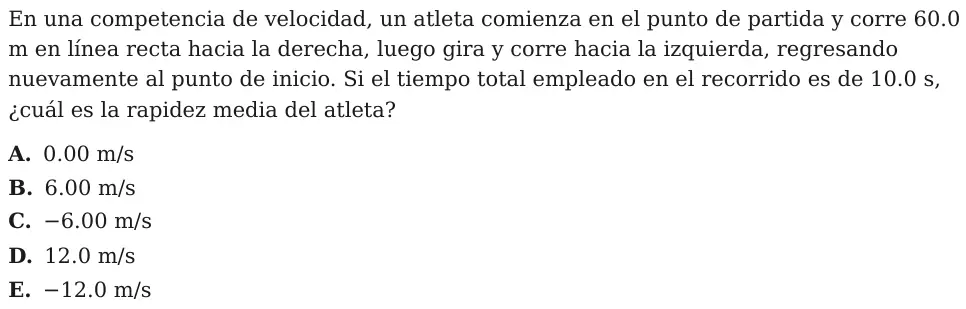 En una competencia de velocidad, un atleta comienza en el punto de partida y corre 60.0
m en línea recta hacia la derecha, luego gira y corre hacia la izquierda, regresando
nuevamente al punto de inicio. Si el tiempo total empleado en el recorrido es de 10.0 s,
¿cuál es la rapidez media del atleta?
A. 0.00 m/s
B. 6.00 m/s
C. −6.00 m/s
D. 12.0 m/s
E. −12.0 m/s